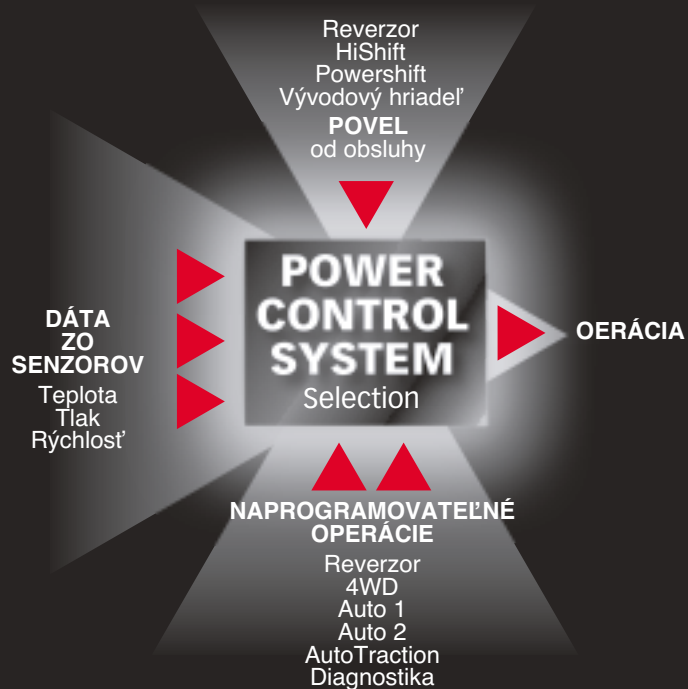 Reverzor
HiShift
Powershift
Vývodový hriadeľ
POVEL
od obsluhy
POWER
CONTROL
SYSTEM
Selection
DÁTA
ZO
SENZOROV
Teplota
Tlak
Rýchlosť
OERÁCIA
NAPROGRAMOVATEĽNÉ
OPERÁCIE
Reverzor
4WD
Auto 1
Auto 2
AutoTraction
Diagnostika